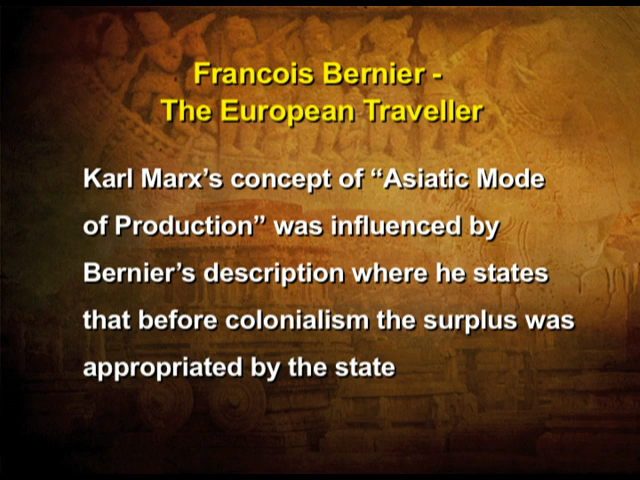 Francois Bernier -
The European Traveller
Karl Marx’s concept of “Asiatic Mode
of Production” was influenced by
Bernier’s description where he states
that before colonialism the surplus was
appropriated by the state